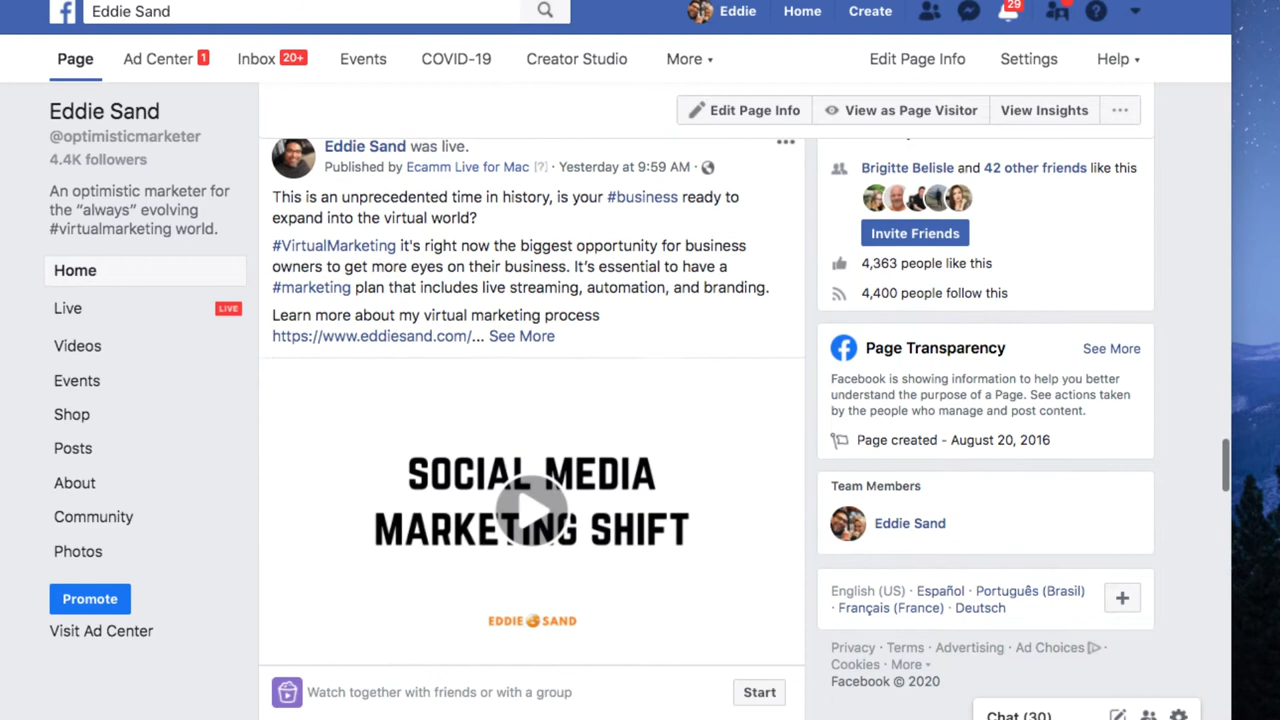 Eddie Sand
Eddie
Home
Create
29
Page
Ad Center 1
Inbox 20+
Events
COVID-19
Creator Studio
More
Edit Page Info
Settings
Help
Eddie Sand
@optimisticmarketer
4.4K followers
An optimistic marketer for
the “always” evolving
#virtualmarketing world.
Home
Live LIVE
Videos
Events
Shop
Posts
About
Community
Photos
Promote
Visit Ad Center
Edit Page Info
View as Page Visitor
View Insights
Eddie Sand was live.
Published by Ecamm Live for Mac [?] · Yesterday at 9:59 AM ·
This is an unprecedented time in history, is your #business ready to
expand into the virtual world?
#VirtualMarketing it's right now the biggest opportunity for business
owners to get more eyes on their business. It's essential to have a
#marketing plan that includes live streaming, automation, and branding.
Learn more about my virtual marketing process
https://www.eddiesand.com/... See More
SOCIAL MEDIA
MARKETING SHIFT
EDDIE SAND
Watch together with friends or with a group
Start
Brigitte Belisle and 42 other friends like this
Invite Friends
4,363 people like this
4,400 people follow this
Page Transparency
See More
Facebook is showing information to help you better
understand the purpose of a Page. See actions taken
by the people who manage and post content.
Page created - August 20, 2016
Team Members
Eddie Sand
English (US) · Español · Português (Brasil)
· Français (France) · Deutsch
Privacy · Terms · Advertising · Ad Choices ·
Cookies · More
Facebook © 2020
Chat (30)